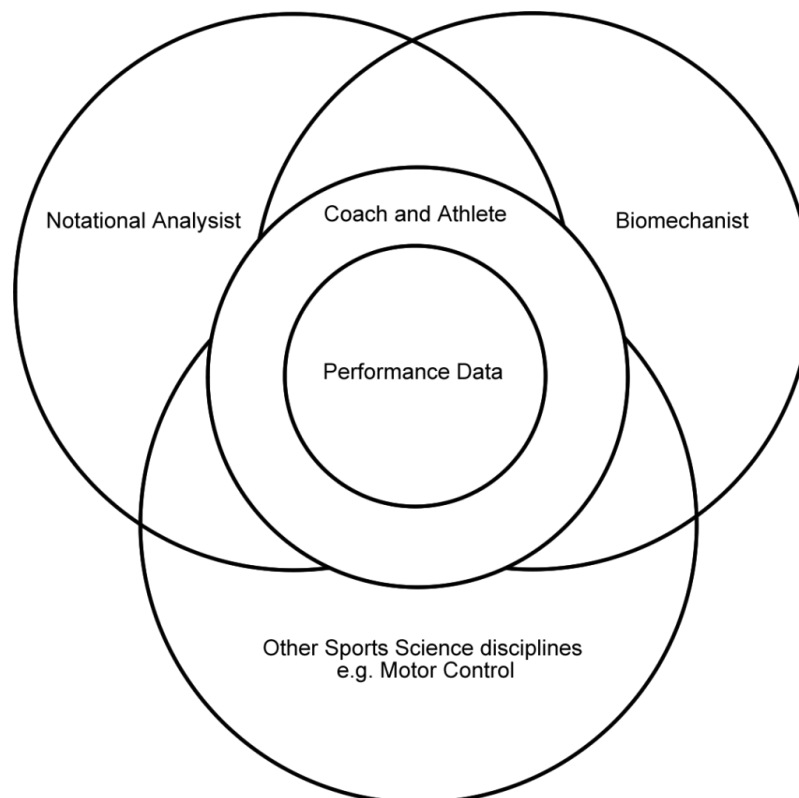 Coach and Athlete
Notational Analysist
Biomechanist
Performance Data
Other Sports Science disciplines
e.g. Motor Control